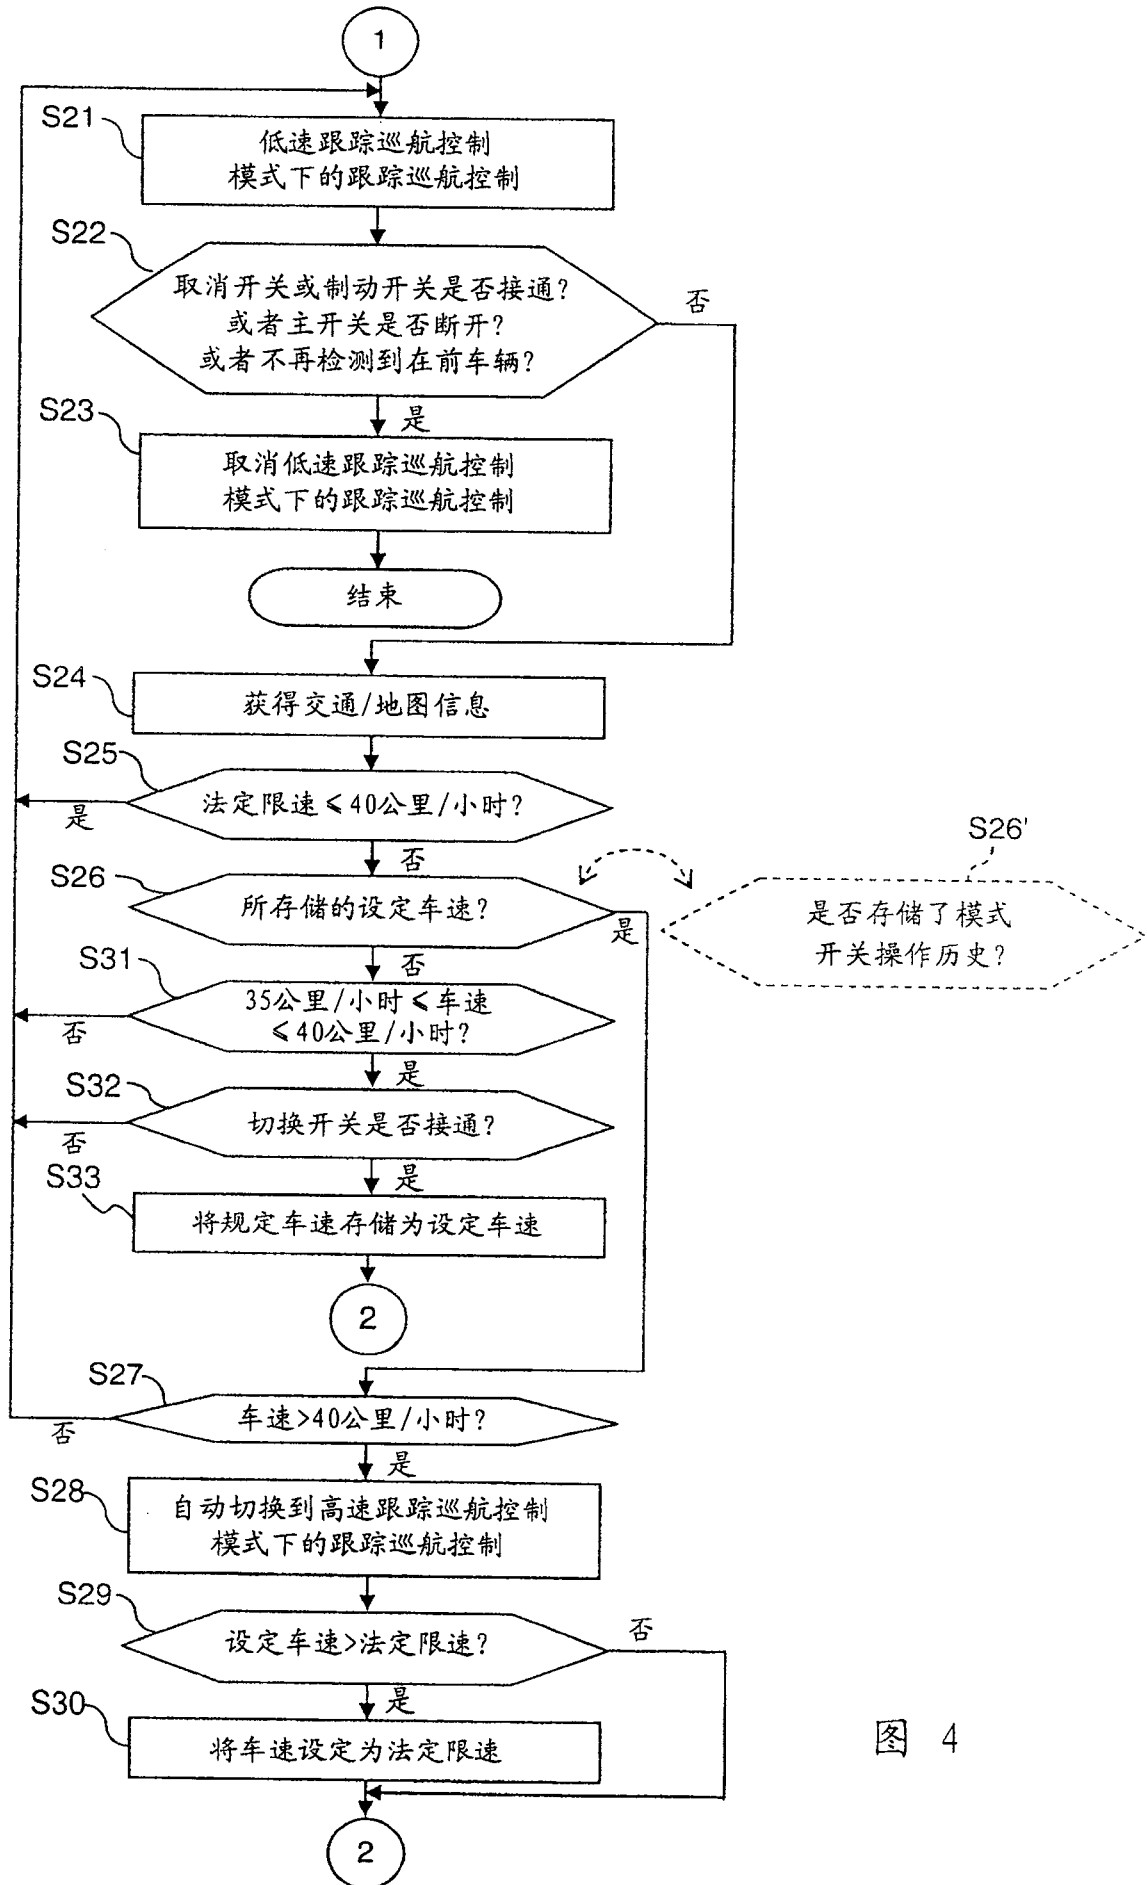 1
S21
低速跟踪巡航控制
模式下的跟踪巡航控制
S22
取消开关或制动开关是否接通?
或者主开关是否断开?
或者不再检测到在前车辆?
否
是
S23
取消低速跟踪巡航控制
模式下的跟踪巡航控制
结束
S24
获得交通/地图信息
S25
法定限速≤40公里/小时?
是
否
S26
所存储的设定车速?
是
否
S26'
是否存储了模式
开关操作历史?
S31
35公里/小时≤车速
≤40公里/小时?
否
是
S32
切换开关是否接通?
否
是
S33
将规定车速存储为设定车速
2
S27
车速>40公里/小时?
否
是
S28
自动切换到高速跟踪巡航控制
模式下的跟踪巡航控制
S29
设定车速>法定限速?
否
是
S30
将车速设定为法定限速
2
图 4